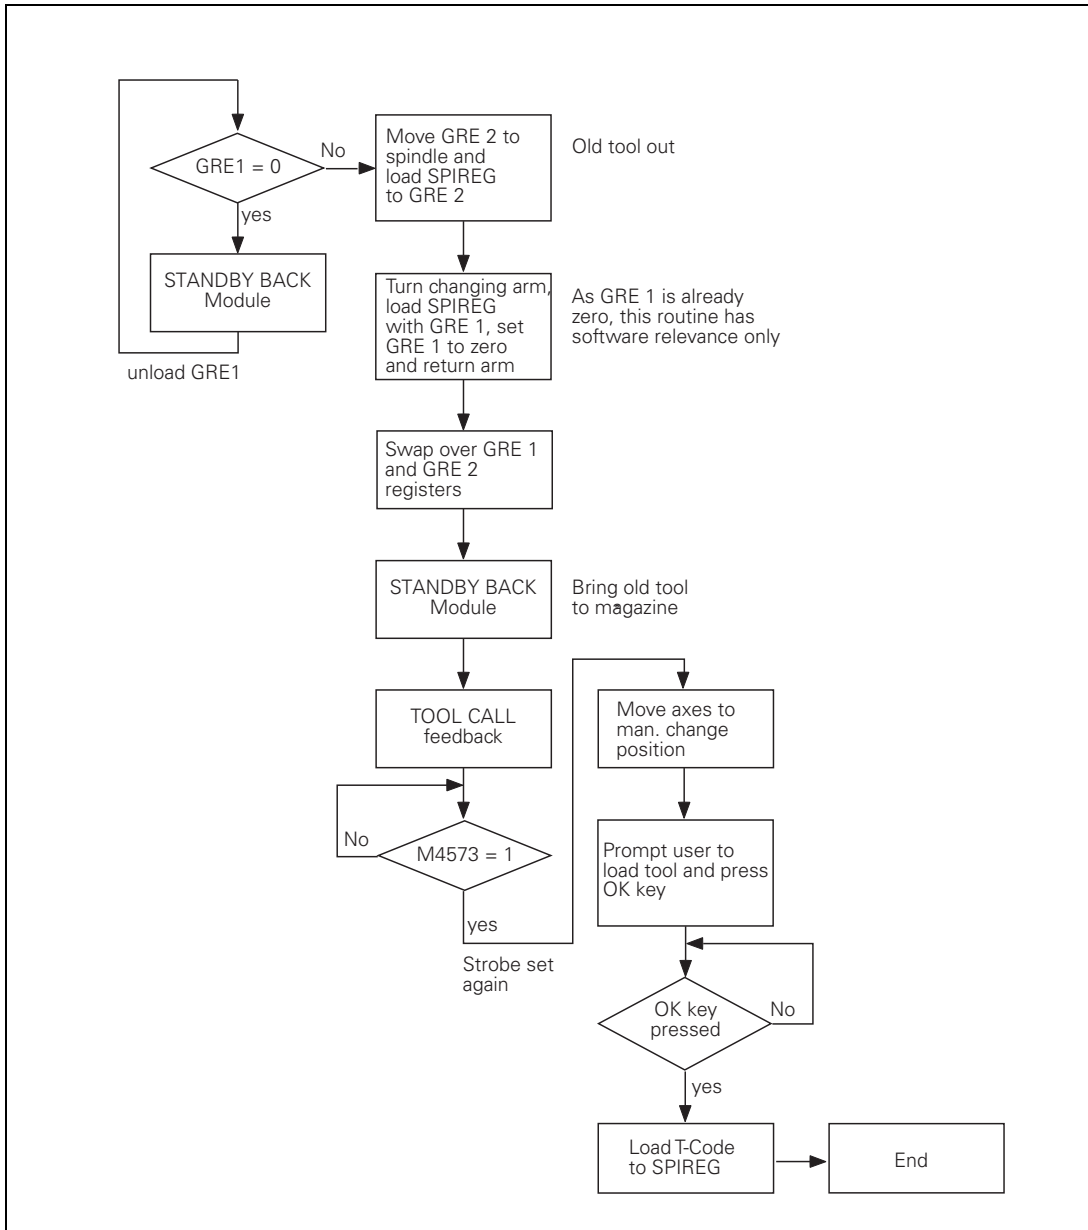 GRE1 = 0
No
yes
STANDBY BACK
Module
unload GRE1
Move GRE 2 to
spindle and
load SPIREG
to GRE 2
Old tool out
Turn changing arm,
load SPIREG
with GRE 1, set
GRE 1 to zero
and return arm
As GRE 1 is already
zero, this routine has
software relevance only
Swap over GRE 1
and GRE 2
registers
STANDBY BACK
Module
Bring old tool
to magazine
TOOL CALL
feedback
No
M4573 = 1
yes
Strobe set
again
Move axes to
man. change
position
Prompt user to
load tool and press
OK key
OK key
pressed
No
yes
Load T-Code
to SPIREG
End